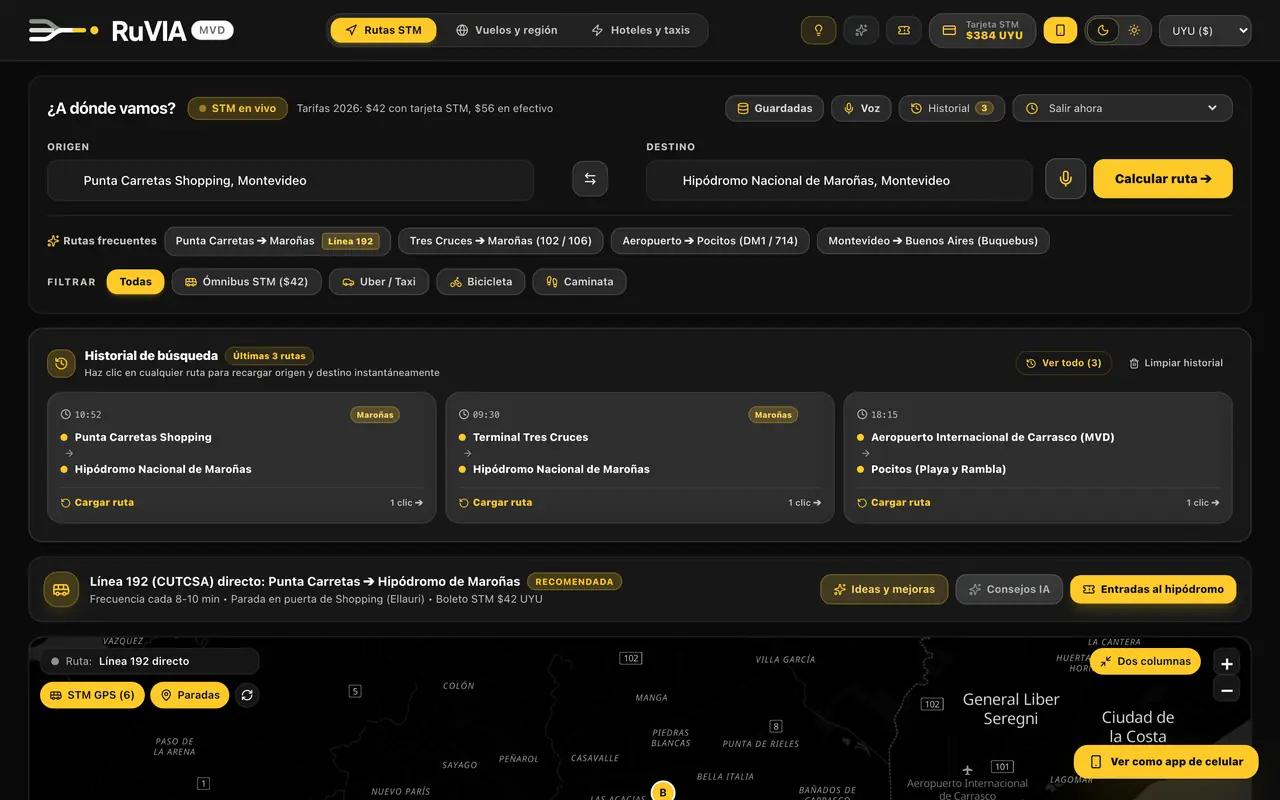 RuVIA MVD
Rutas STM
Vuelos y región
Hoteles y taxis
Tarjeta STM
$384 UYU
UYU ($)
¿A dónde vamos?
STM en vivo
Tarifas 2026: $42 con tarjeta STM, $56 en efectivo
Guardadas
Voz
Historial 3
Salir ahora
ORIGEN
Punta Carretas Shopping, Montevideo
DESTINO
Hipódromo Nacional de Maroñas, Montevideo
Calcular ruta ➔
Rutas frecuentes
Punta Carretas ➔ Maroñas Línea 192
Tres Cruces ➔ Maroñas (102 / 106)
Aeropuerto ➔ Pocitos (DM1 / 714)
Montevideo ➔ Buenos Aires (Buquebus)
FILTRAR
Todas
Ómnibus STM ($42)
Uber / Taxi
Bicicleta
Caminata
Historial de búsqueda
Últimas 3 rutas
Haz clic en cualquier ruta para recargar origen y destino instantáneamente
Ver todo (3)
Limpiar historial
10:52
Maroñas
Punta Carretas Shopping
→
Hipódromo Nacional de Maroñas
Cargar ruta
1 clic ➔
09:30
Maroñas
Terminal Tres Cruces
→
Hipódromo Nacional de Maroñas
Cargar ruta
1 clic ➔
18:15
Aeropuerto Internacional de Carrasco (MVD)
→
Pocitos (Playa y Rambla)
Cargar ruta
1 clic ➔
Línea 192 (CUTCSA) directo: Punta Carretas ➔ Hipódromo de Maroñas
RECOMENDADA
Frecuencia cada 8-10 min • Parada en puerta de Shopping (Ellauri) • Boleto STM $42 UYU
Ideas y mejoras
Consejos IA
Entradas al hipódromo
VÁZQUEZ
Ruta: Línea 192 directo
STM GPS (6)
Paradas
102
VILLA GARCÍA
LA CANTERA
Dos columnas
+
−
5
COLÓN
MANGA
102
General Liber
Seregni
Ciudad de
la Costa
8
PIEDRAS
BLANCAS
PUNTA DE RIELES
PASO DE
LA ARENA
SAYAGO
PEÑAROL
CASAVALLE
BELLA ITALIA
101
Ver como app de celular
1
Aeropuerto Internacional
de Carrasco
NUEVO PARÍS
LAS ACACIAS
B
BAÑADOS DE
CARRASCO